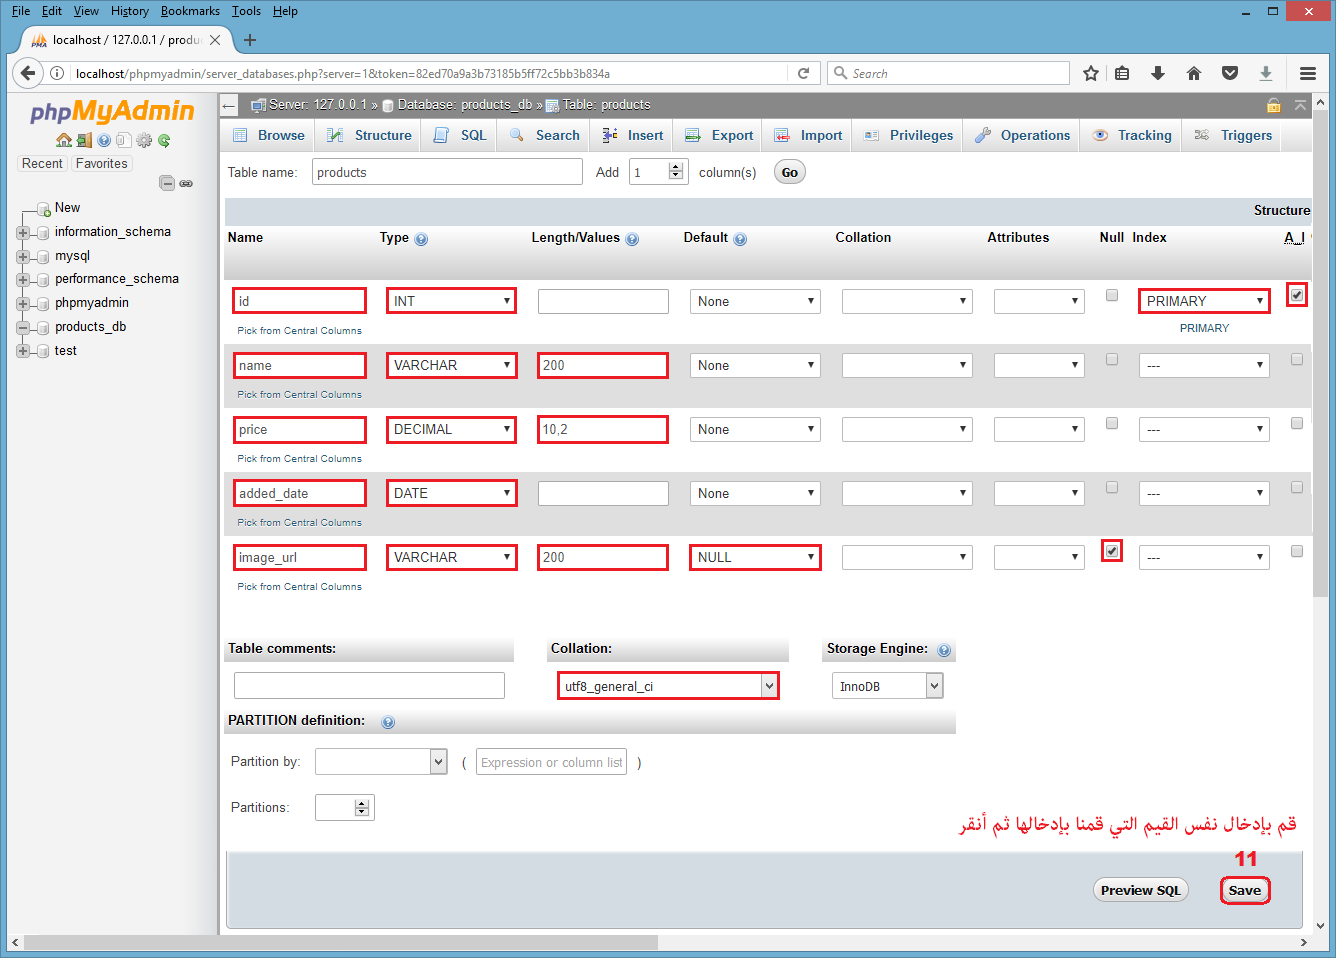 File Edit View History Bookmarks Tools Help
localhost / 127.0.0.1 / produ
localhost/phpmyadmin/server_databases.php?server=1&token=82ed70a9a3b73185b5ff72c5bb3b834a
Search
phpMyAdmin
Recent Favorites
New
information_schema
mysql
performance_schema
phpmyadmin
products_db
test
Server: 127.0.0.1 » Database: products_db » Table: products
Browse Structure SQL Search Insert Export Import Privileges Operations Tracking Triggers
Table name: products Add 1 column(s) Go
Structure
Name Type Length/Values Default Collation Attributes Null Index A_I
id INT None PRIMARY
Pick from Central Columns PRIMARY
name VARCHAR 200 None ---
Pick from Central Columns
price DECIMAL 10,2 None ---
Pick from Central Columns
added_date DATE None ---
Pick from Central Columns
image_url VARCHAR 200 NULL ---
Pick from Central Columns
Table comments: Collation: Storage Engine:
utf8_general_ci InnoDB
PARTITION definition:
Partition by: ( Expression or column list )
Partitions:
قم بإدخال نفس القيم التي قمنا بإدخالها ثم أنقر
11
Preview SQL Save